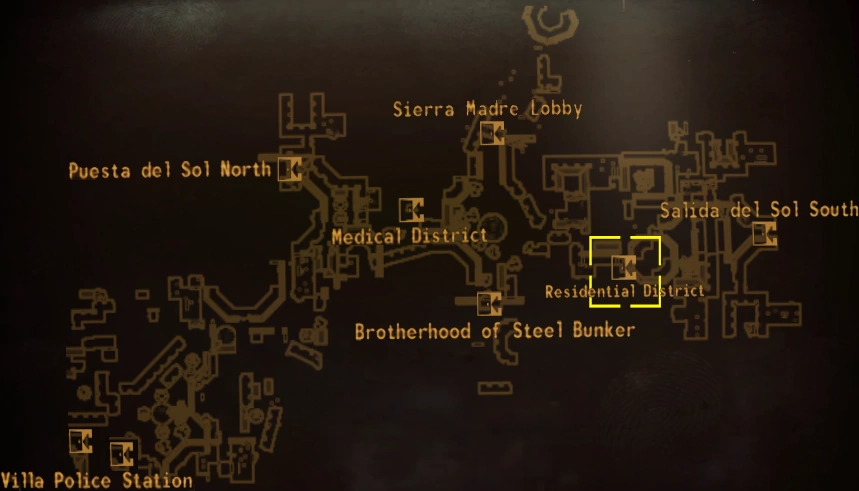 Sierra Madre Lobby
Puesta del Sol North
Salida del Sol South
Medical District
Residential District
Brotherhood of Steel Bunker
Villa Police Station